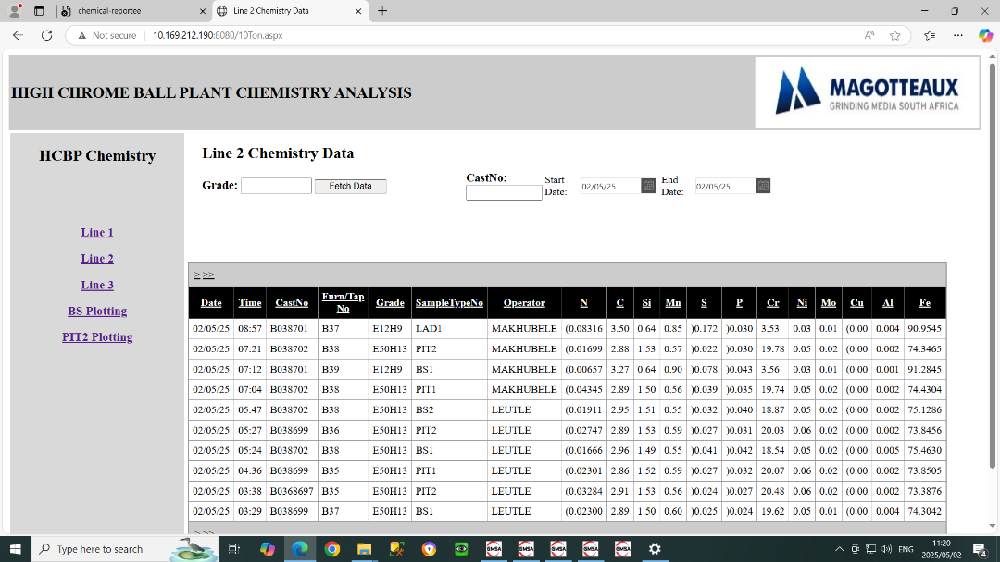 chemical-reportee
Line 2 Chemistry Data
Not secure
10.169.212.190:8080/10Ton.aspx
HIGH CHROME BALL PLANT CHEMISTRY ANALYSIS
MAGOTTEAUX
GRINDING MEDIA SOUTH AFRICA
HCBP Chemistry
Line 1
Line 2
Line 3
BS Plotting
PIT2 Plotting
Line 2 Chemistry Data
Grade: Fetch Data CastNo: Start Date: 02/05/25 End Date: 02/05/25
> >>
Date Time CastNo Furn/Tap No Grade SampleTypeNo Operator N C Si Mn S P Cr Ni Mo Cu Al Fe
02/05/25 08:57 B038701 B37 E12H9 LAD1 MAKHUBELE (0.08316 3.50 0.64 0.85 )0.172 )0.030 3.53 0.03 0.01 (0.00 0.004 90.9545
02/05/25 07:21 B038702 B38 E50H13 PIT2 MAKHUBELE (0.01699 2.88 1.53 0.57 )0.022 )0.030 19.78 0.05 0.02 (0.00 0.002 74.3465
02/05/25 07:12 B038701 B39 E12H9 BS1 MAKHUBELE (0.00657 3.27 0.64 0.90 )0.078 )0.043 3.56 0.03 0.01 (0.00 0.001 91.2845
02/05/25 07:04 B038702 B38 E50H13 PIT1 MAKHUBELE (0.04345 2.89 1.50 0.56 )0.039 )0.035 19.74 0.05 0.02 (0.00 0.002 74.4304
02/05/25 05:47 B038702 B38 E50H13 BS2 LEUTLE (0.01911 2.95 1.51 0.55 )0.032 )0.040 18.87 0.05 0.02 (0.00 0.002 75.1286
02/05/25 05:27 B038699 B36 E50H13 PIT2 LEUTLE (0.02747 2.89 1.53 0.59 )0.027 )0.031 20.03 0.06 0.02 (0.00 0.002 73.8456
02/05/25 05:24 B038702 B38 E50H13 BS1 LEUTLE (0.01666 2.96 1.49 0.55 )0.041 )0.042 18.54 0.05 0.02 (0.00 0.005 75.4630
02/05/25 04:36 B038699 B35 E50H13 PIT1 LEUTLE (0.02301 2.86 1.52 0.59 )0.027 )0.032 20.07 0.06 0.02 (0.00 0.002 73.8505
02/05/25 03:38 B0368697 B35 E50H13 PIT2 LEUTLE (0.03284 2.91 1.53 0.56 )0.024 )0.027 20.48 0.06 0.02 (0.00 0.002 73.3876
02/05/25 03:29 B038699 B37 E50H13 BS1 LEUTLE (0.02300 2.89 1.50 0.60 )0.025 )0.024 19.62 0.05 0.01 (0.00 0.004 74.3042
> >>
Type here to search
GMSA GMSA GMSA GMSA GMSA
ENG
11:20
2025/05/02
4